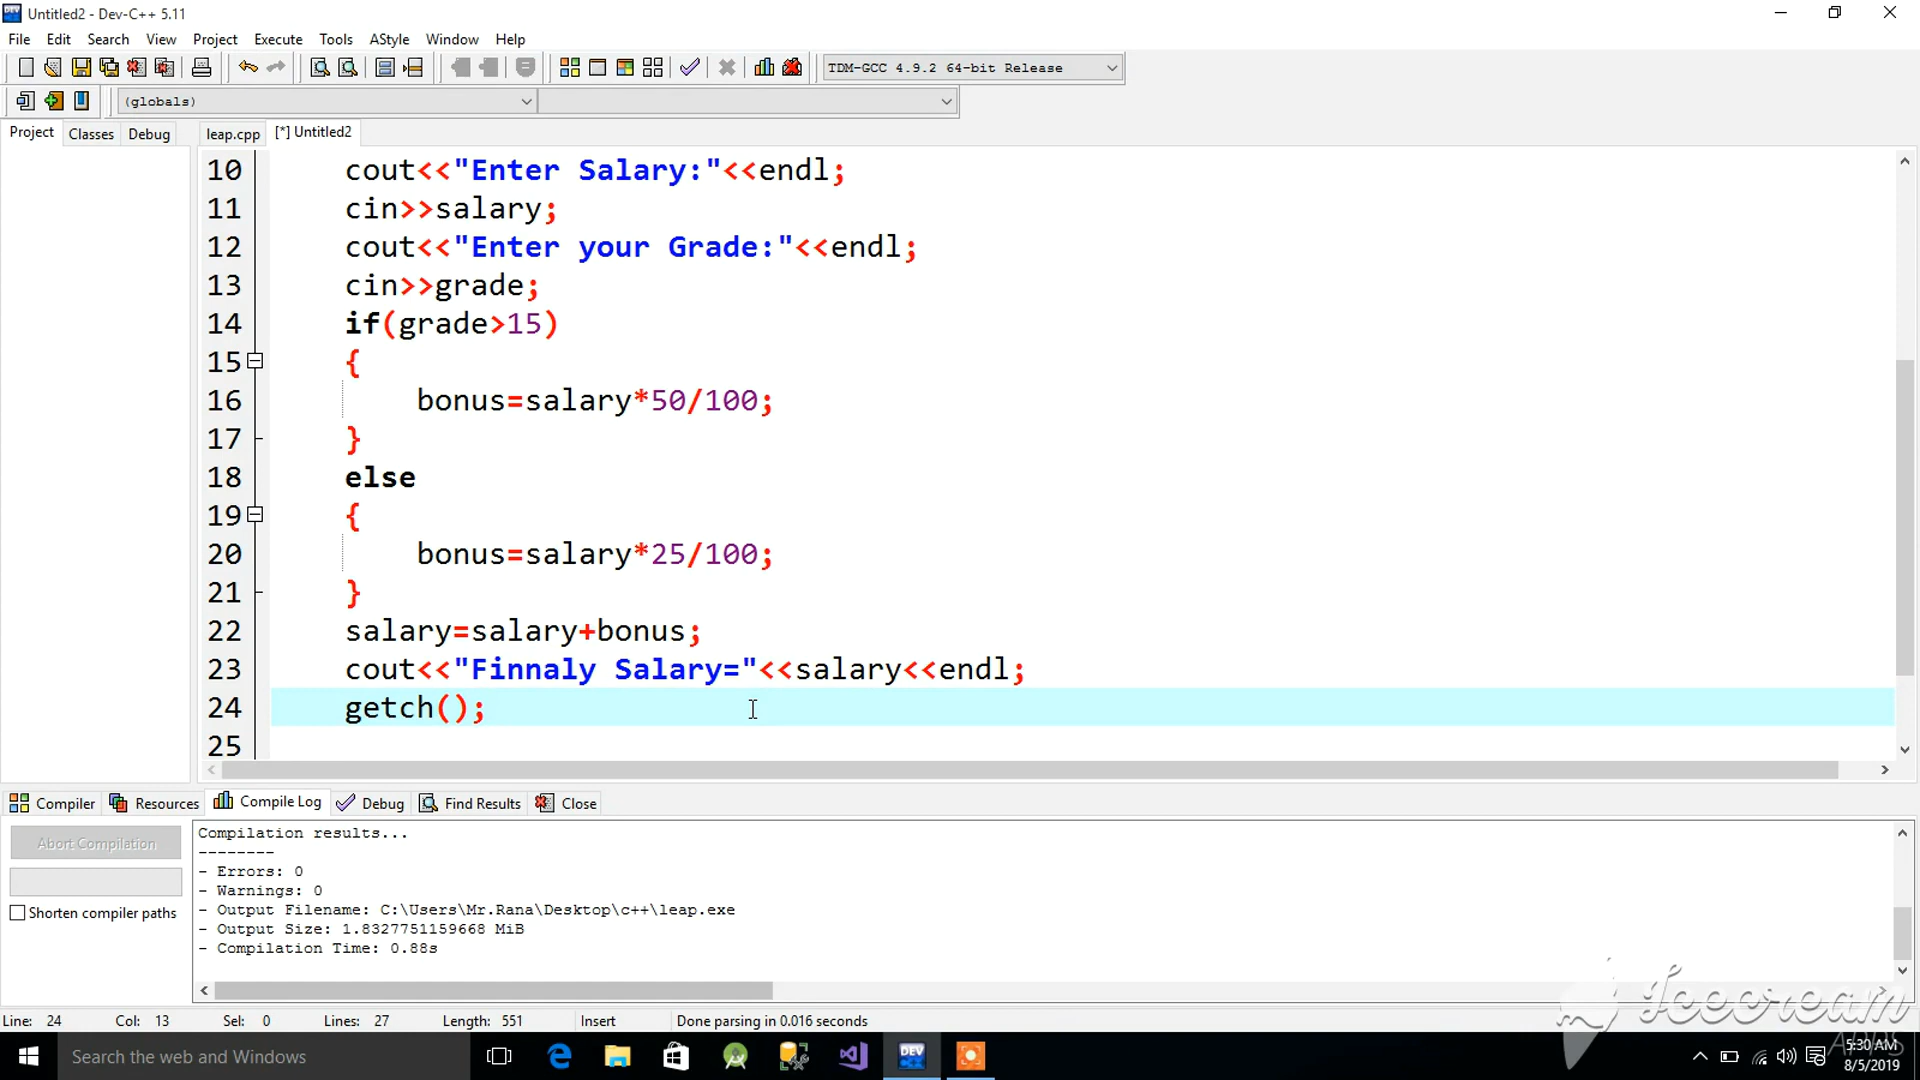 Untitled2 - Dev-C++ 5.11
File Edit Search View Project Execute Tools AStyle Window Help
TDM-GCC 4.9.2 64-bit Release
(globals)
Project Classes Debug leap.cpp [*] Untitled2
10 cout<<"Enter Salary:"<<endl;
11 cin>>salary;
12 cout<<"Enter your Grade:"<<endl;
13 cin>>grade;
14 if(grade>15)
15 {
16 bonus=salary*50/100;
17 }
18 else
19 {
20 bonus=salary*25/100;
21 }
22 salary=salary+bonus;
23 cout<<"Finnaly Salary="<<salary<<endl;
24 getch();
25
Compiler Resources Compile Log Debug Find Results Close
Abort Compilation
Shorten compiler paths
Compilation results...
--------
- Errors: 0
- Warnings: 0
- Output Filename: C:\Users\Mr.Rana\Desktop\c++\leap.exe
- Output Size: 1.8327751159668 MiB
- Compilation Time: 0.88s
Line: 24 Col: 13 Sel: 0 Lines: 27 Length: 551 Insert Done parsing in 0.016 seconds
Icecream
APPS
Search the web and Windows
DEV
5:30 AM
8/5/2019